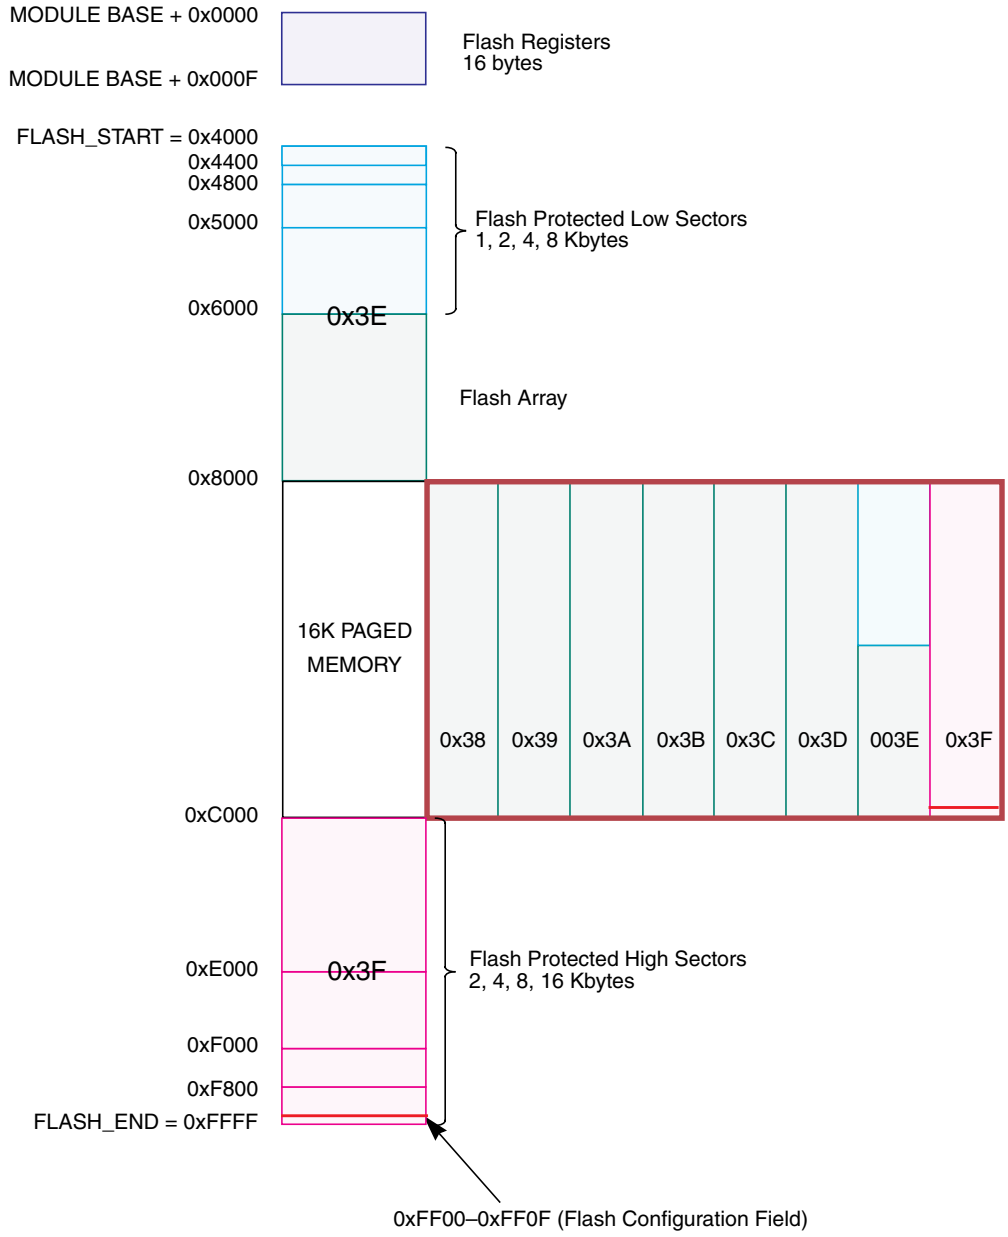 MODULE BASE + 0x0000
Flash Registers
16 bytes
MODULE BASE + 0x000F
FLASH_START = 0x4000
0x4400
0x4800
0x5000
Flash Protected Low Sectors
1, 2, 4, 8 Kbytes
0x6000
0x3E
Flash Array
0x8000
16K PAGED
MEMORY
0x38 0x39 0x3A 0x3B 0x3C 0x3D 003E 0x3F
0xC000
Flash Protected High Sectors
2, 4, 8, 16 Kbytes
0xE000
0x3F
0xF000
0xF800
FLASH_END = 0xFFFF
0xFF00–0xFF0F (Flash Configuration Field)